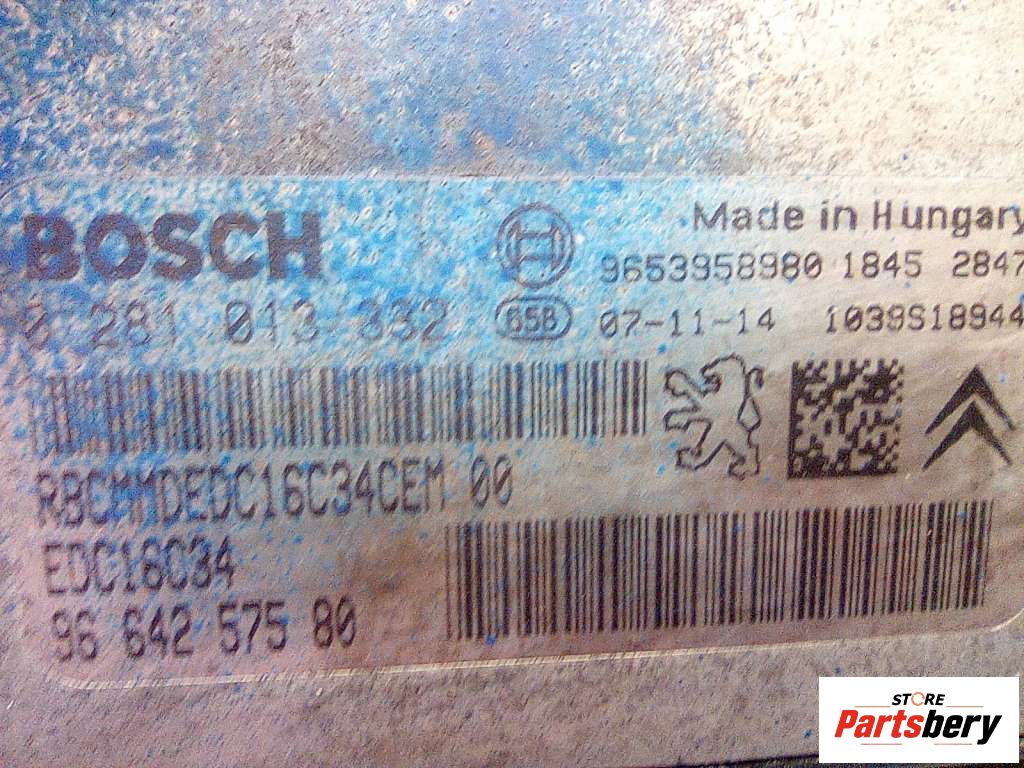 BOSCH
Made in Hungary
9653958980 1845 2847
0 281 013 332
G5B 07-11-14 1039S18944
RBCMMDEDC16C34CEM 00
EDC16C34
96 642 575 80
STORE
Partsbery